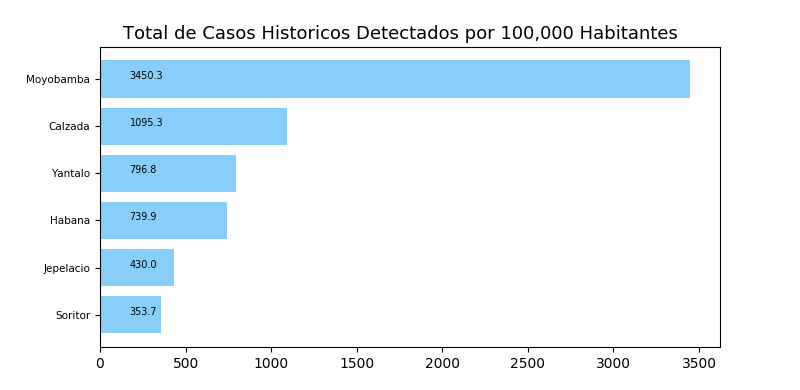 Total de Casos Historicos Detectados por 100,000 Habitantes
Moyobamba 3450.3
Calzada 1095.3
Yantalo 796.8
Habana 739.9
Jepelacio 430.0
Soritor 353.7
0 500 1000 1500 2000 2500 3000 3500